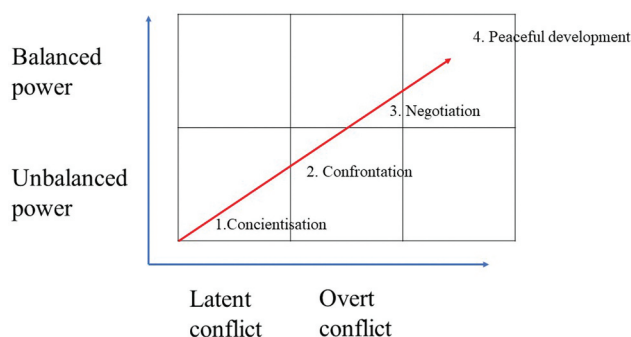 4. Peaceful development
Balanced
power
3. Negotiation
2. Confrontation
Unbalanced
power
1.Concientisation
Latent
conflict
Overt
conflict